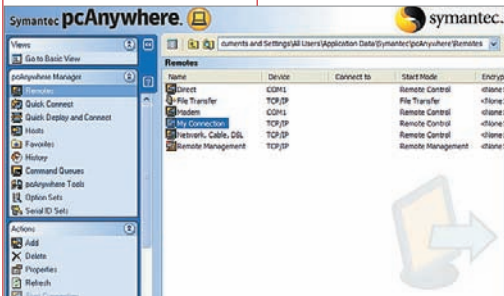 Symantec pcAnywhere.
symantec.
Views
Go to Basic View
pcAnywhere Manager
Remotes
Quick Connect
Quick Deploy and Connect
Hosts
Favorites
History
Command Queues
pcAnywhere Tools
Option Sets
Serial ID Sets
Actions
Add
Delete
Properties
Refresh
Start Connection
cuments and Settings\All Users\Application Data\Symantec\pcAnywhere\Remotes
Remotes
Name Device Connect to Start Mode Encryp
Direct COM1 Remote Control <None
File Transfer TCP/IP File Transfer <None
Modem COM1 Remote Control <None
My Connection TCP/IP Remote Control <None
Network, Cable, DSL TCP/IP Remote Control <None
Remote Management TCP/IP Remote Management <None